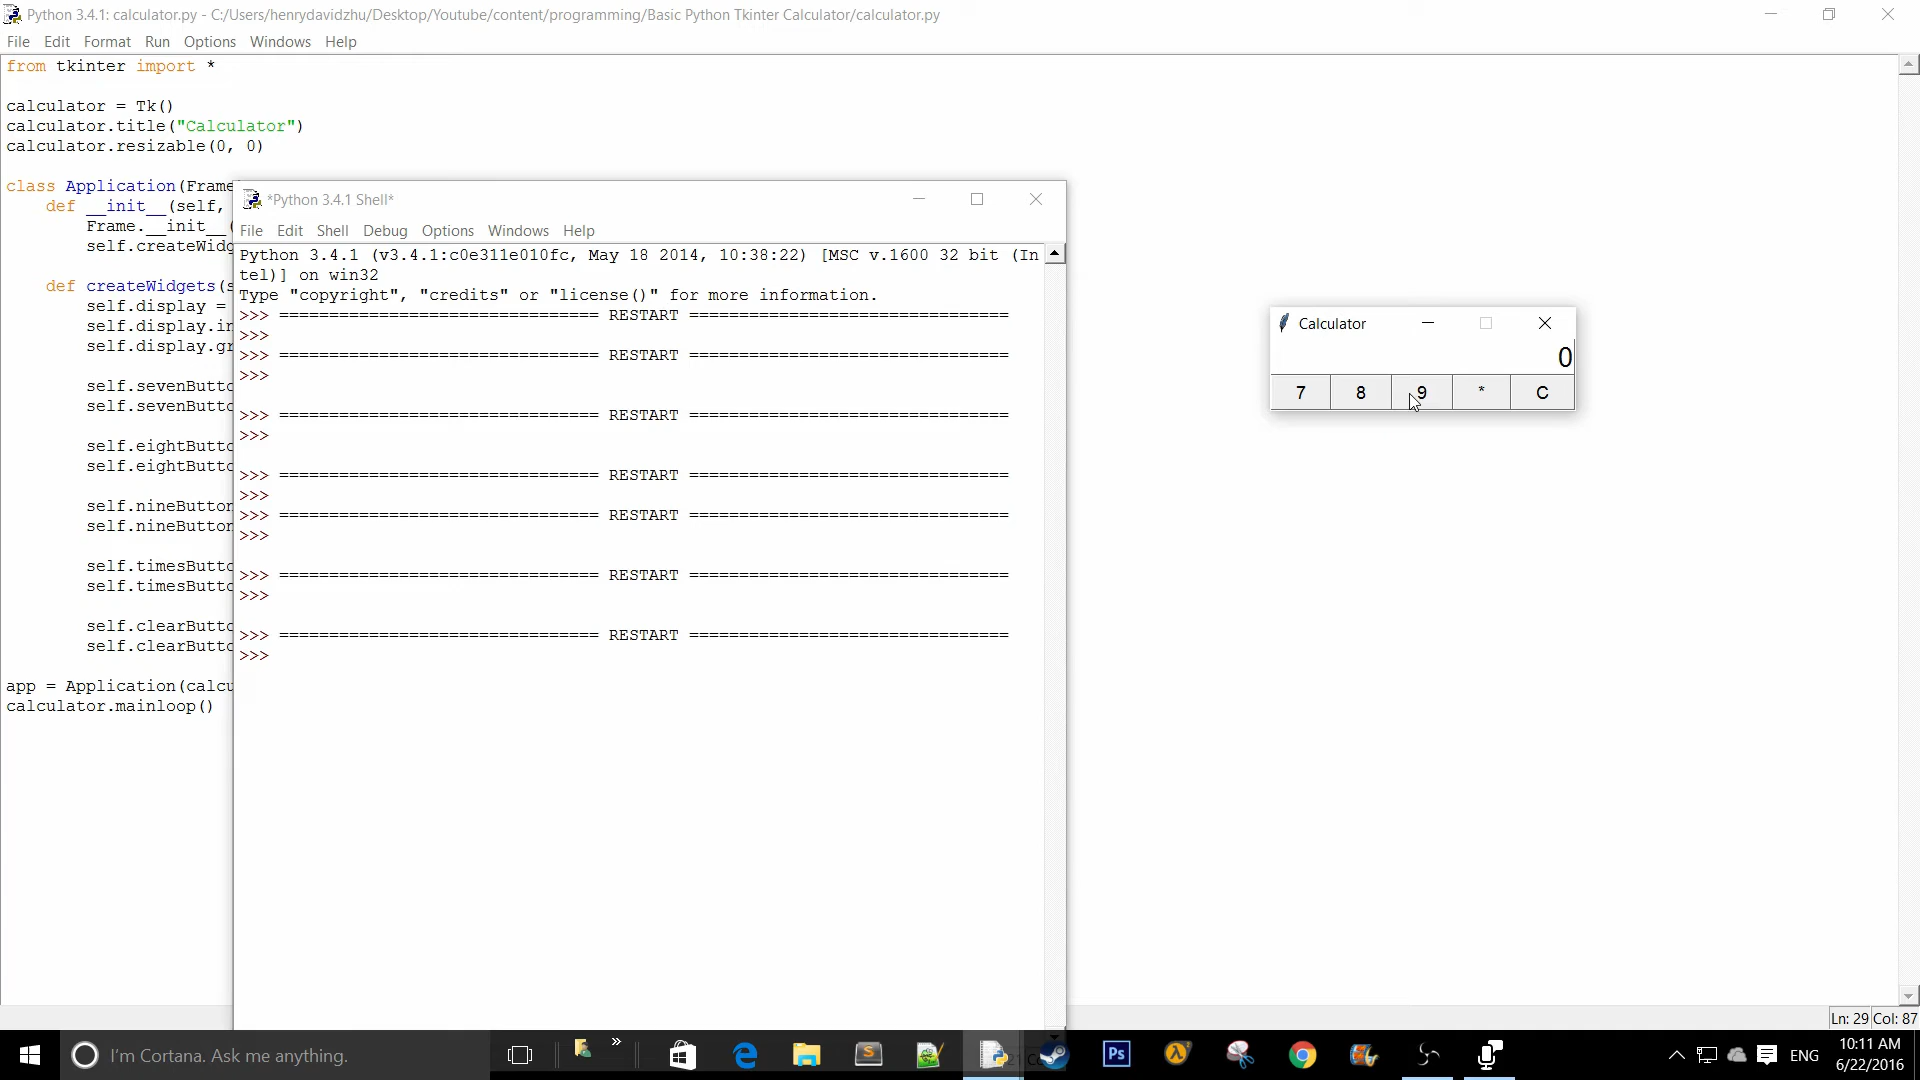 Python 3.4.1: calculator.py - C:/Users/henrydavidzhu/Desktop/Youtube/content/programming/Basic Python Tkinter Calculator/calculator.py
File Edit Format Run Options Windows Help
from tkinter import *
calculator = Tk()
calculator.title("Calculator")
calculator.resizable(0, 0)
class Application(Frame
def __init__(self,
Frame.__init__(
self.createWidg
def createWidgets(s
self.display =
self.display.in
self.display.gr
self.sevenButto
self.sevenButto
self.eightButto
self.eightButto
self.nineButton
self.nineButton
self.timesButto
self.timesButto
self.clearButto
self.clearButto
app = Application(calcu
calculator.mainloop()
*Python 3.4.1 Shell*
File Edit Shell Debug Options Windows Help
Python 3.4.1 (v3.4.1:c0e311e010fc, May 18 2014, 10:38:22) [MSC v.1600 32 bit (In
tel)] on win32
Type "copyright", "credits" or "license()" for more information.
>>> ================================ RESTART ================================
>>>
>>> ================================ RESTART ================================
>>>
>>> ================================ RESTART ================================
>>>
>>> ================================ RESTART ================================
>>>
>>> ================================ RESTART ================================
>>>
>>> ================================ RESTART ================================
>>>
>>> ================================ RESTART ================================
>>>
Calculator
0
7 8 9 * C
Ln: 29 Col: 87
I'm Cortana. Ask me anything.
»
S
e
Ps
ENG
10:11 AM
6/22/2016